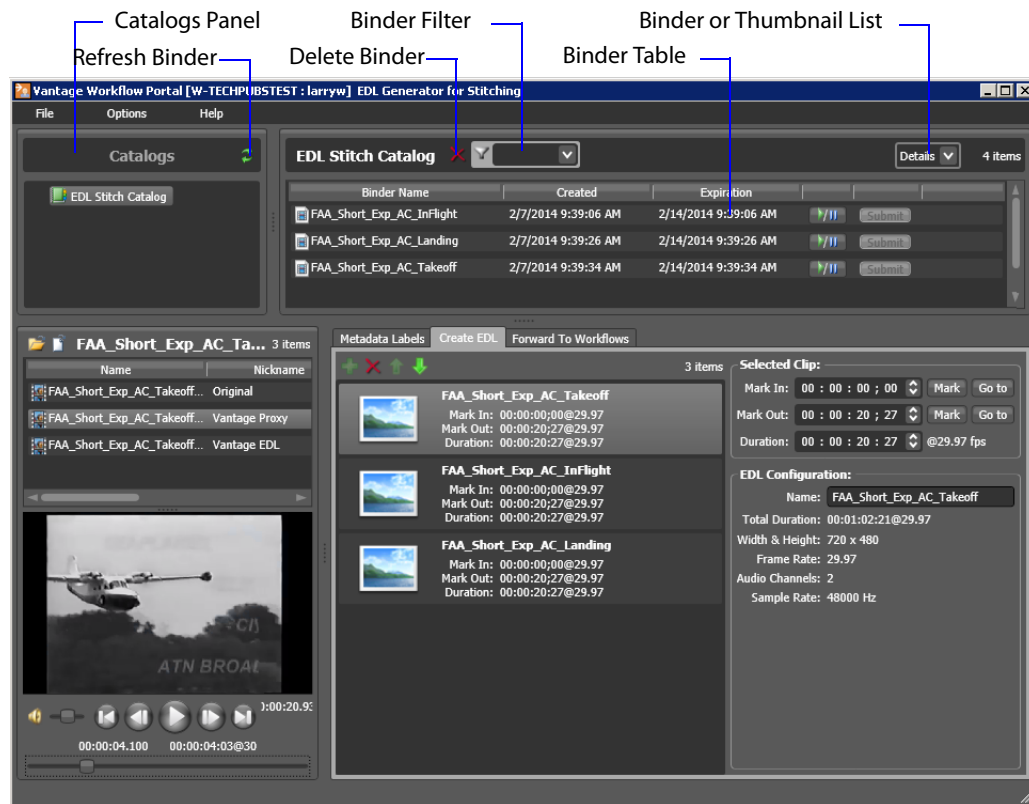 Catalogs Panel
Binder Filter
Binder or Thumbnail List
Refresh Binder
Delete Binder
Binder Table
Vantage Workflow Portal [W-TECHPUBSTEST : larryw] EDL Generator for Stitching
File Options Help
Catalogs
EDL Stitch Catalog
EDL Stitch Catalog
Details
4 items
Binder Name Created Expiration
FAA_Short_Exp_AC_InFlight 2/7/2014 9:39:06 AM 2/14/2014 9:39:06 AM Submit
FAA_Short_Exp_AC_Landing 2/7/2014 9:39:26 AM 2/14/2014 9:39:26 AM Submit
FAA_Short_Exp_AC_Takeoff 2/7/2014 9:39:34 AM 2/14/2014 9:39:34 AM Submit
FAA_Short_Exp_AC_Ta... 3 items
Name Nickname
FAA_Short_Exp_AC_Takeoff... Original
FAA_Short_Exp_AC_Takeoff... Vantage Proxy
FAA_Short_Exp_AC_Takeoff... Vantage EDL
ATN BROA
:00:20.93
00:00:04.100 00:00:04:03@30
Metadata Labels Create EDL Forward To Workflows
3 items
FAA_Short_Exp_AC_Takeoff
Mark In: 00:00:00;00@29.97
Mark Out: 00:00:20;27@29.97
Duration: 00:00:20:27@29.97
FAA_Short_Exp_AC_InFlight
Mark In: 00:00:00;00@29.97
Mark Out: 00:00:20;27@29.97
Duration: 00:00:20:27@29.97
FAA_Short_Exp_AC_Landing
Mark In: 00:00:00;00@29.97
Mark Out: 00:00:20;27@29.97
Duration: 00:00:20:27@29.97
Selected Clip:
Mark In: 00 : 00 : 00 ; 00 Mark Go to
Mark Out: 00 : 00 : 20 ; 27 Mark Go to
Duration: 00 : 00 : 20 : 27 @29.97 fps
EDL Configuration:
Name: FAA_Short_Exp_AC_Takeoff
Total Duration: 00:01:02:21@29.97
Width & Height: 720 x 480
Frame Rate: 29.97
Audio Channels: 2
Sample Rate: 48000 Hz